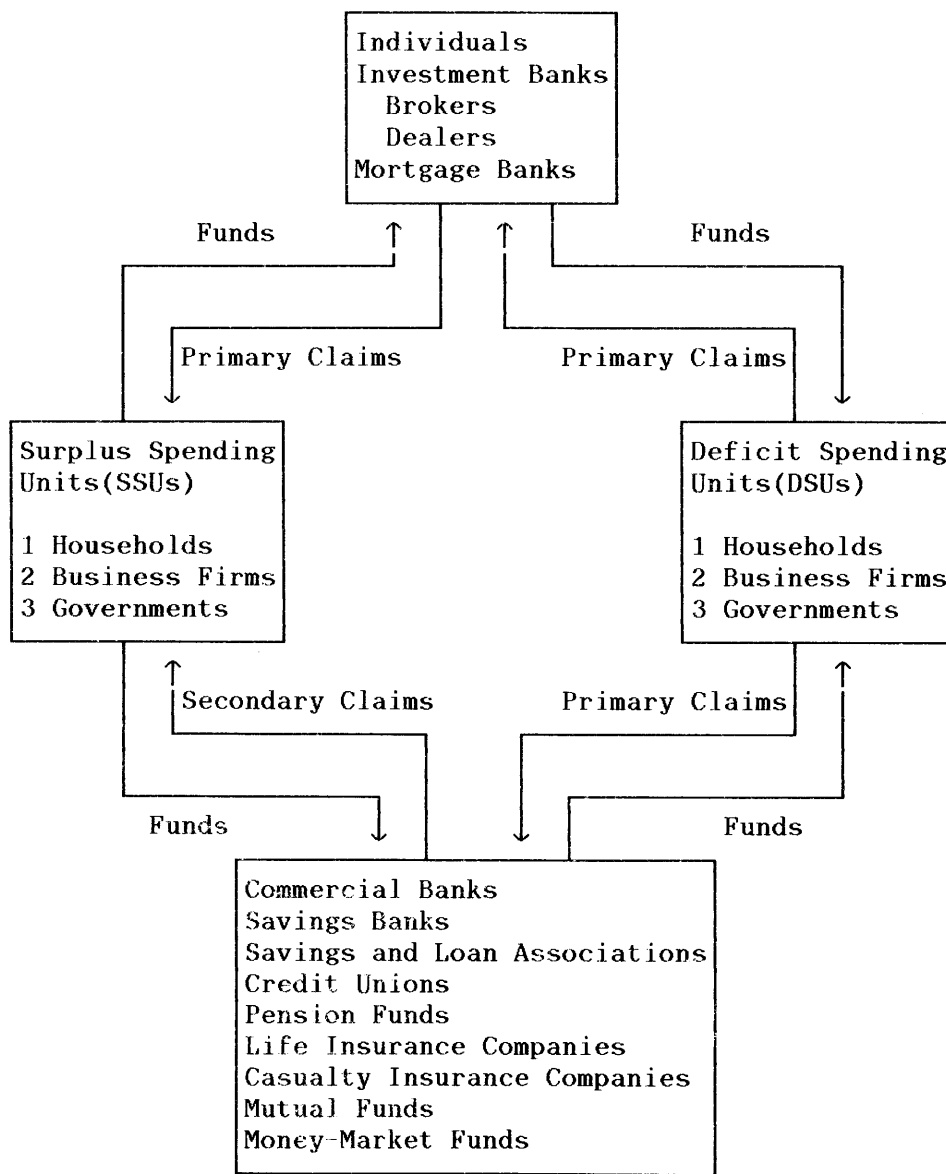 Individuals
Investment Banks
Brokers
Dealers
Mortgage Banks
Funds
Funds
Primary Claims
Primary Claims
Surplus Spending
Units(SSUs)
1 Households
2 Business Firms
3 Governments
Deficit Spending
Units(DSUs)
1 Households
2 Business Firms
3 Governments
Secondary Claims
Primary Claims
Funds
Funds
Commercial Banks
Savings Banks
Savings and Loan Associations
Credit Unions
Pension Funds
Life Insurance Companies
Casualty Insurance Companies
Mutual Funds
Money-Market Funds